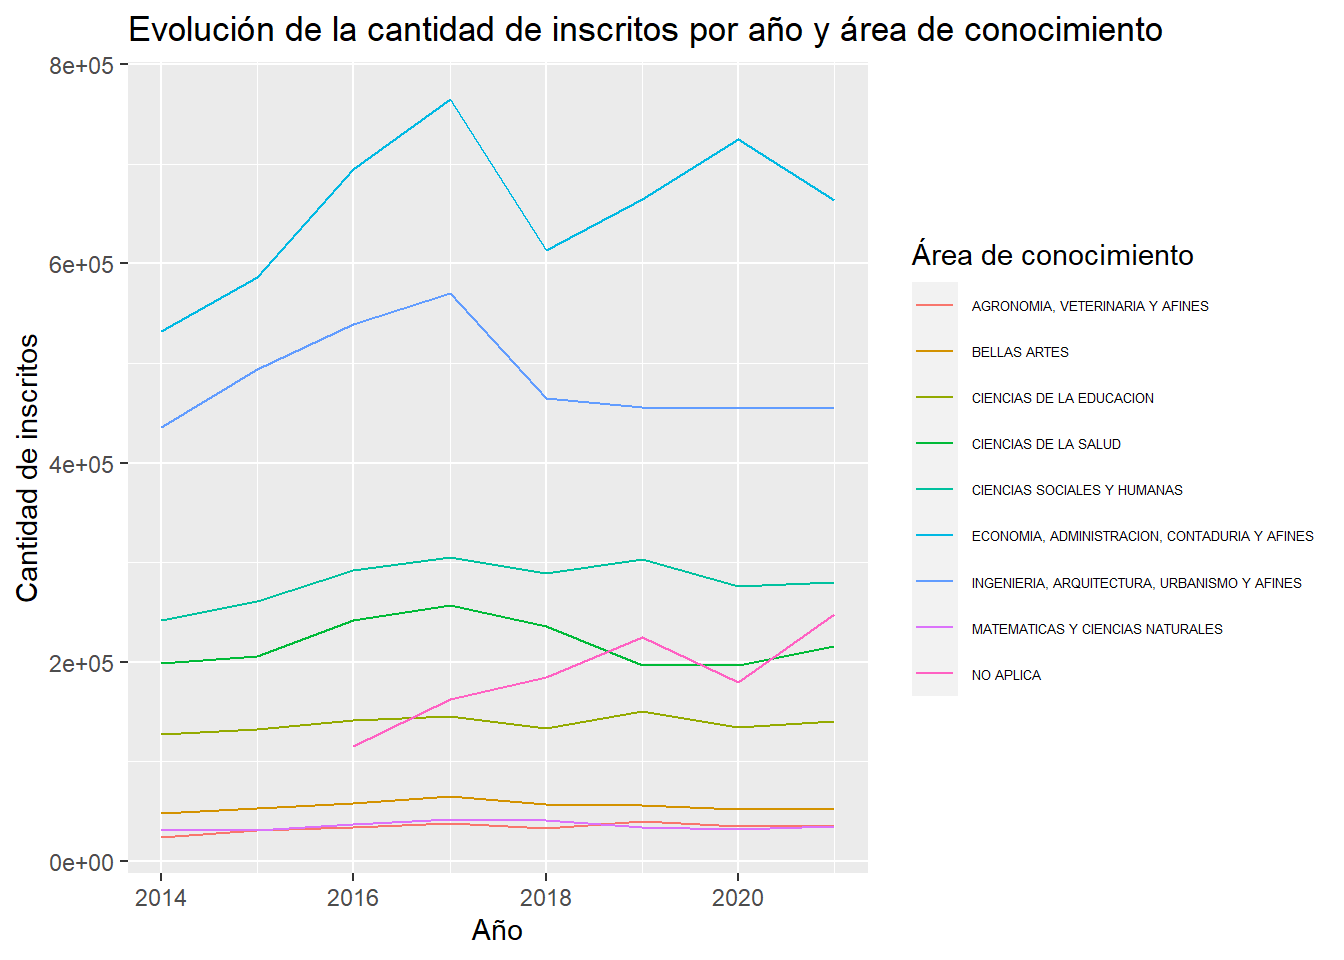 Evolución de la cantidad de inscritos por año y área de conocimiento
8e+05
6e+05
4e+05
2e+05
0e+00
Cantidad de inscritos
2014
2016
2018
2020
Año
Área de conocimiento
AGRONOMIA, VETERINARIA Y AFINES
BELLAS ARTES
CIENCIAS DE LA EDUCACION
CIENCIAS DE LA SALUD
CIENCIAS SOCIALES Y HUMANAS
ECONOMIA, ADMINISTRACION, CONTADURIA Y AFINES
INGENIERIA, ARQUITECTURA, URBANISMO Y AFINES
MATEMATICAS Y CIENCIAS NATURALES
NO APLICA